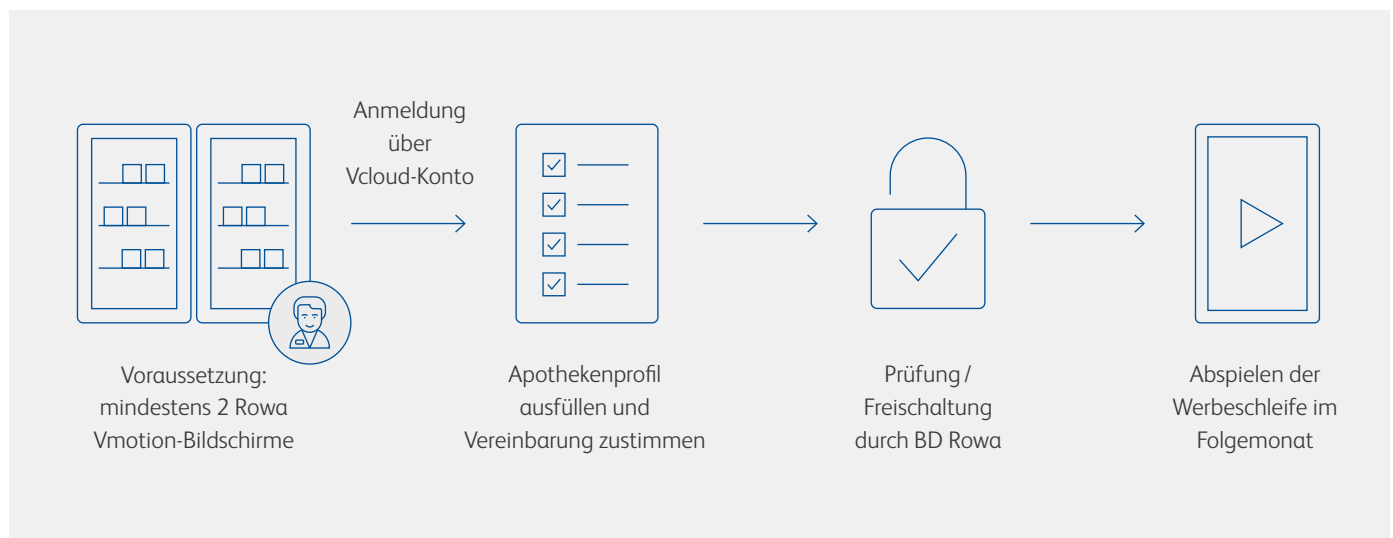 Anmeldung
über
Vcloud-Konto
Voraussetzung:
mindestens 2 Rowa
Vmotion-Bildschirme
Apothekenprofil
ausfüllen und
Vereinbarung zustimmen
Prüfung /
Freischaltung
durch BD Rowa
Abspielen der
Werbeschleife im
Folgemonat